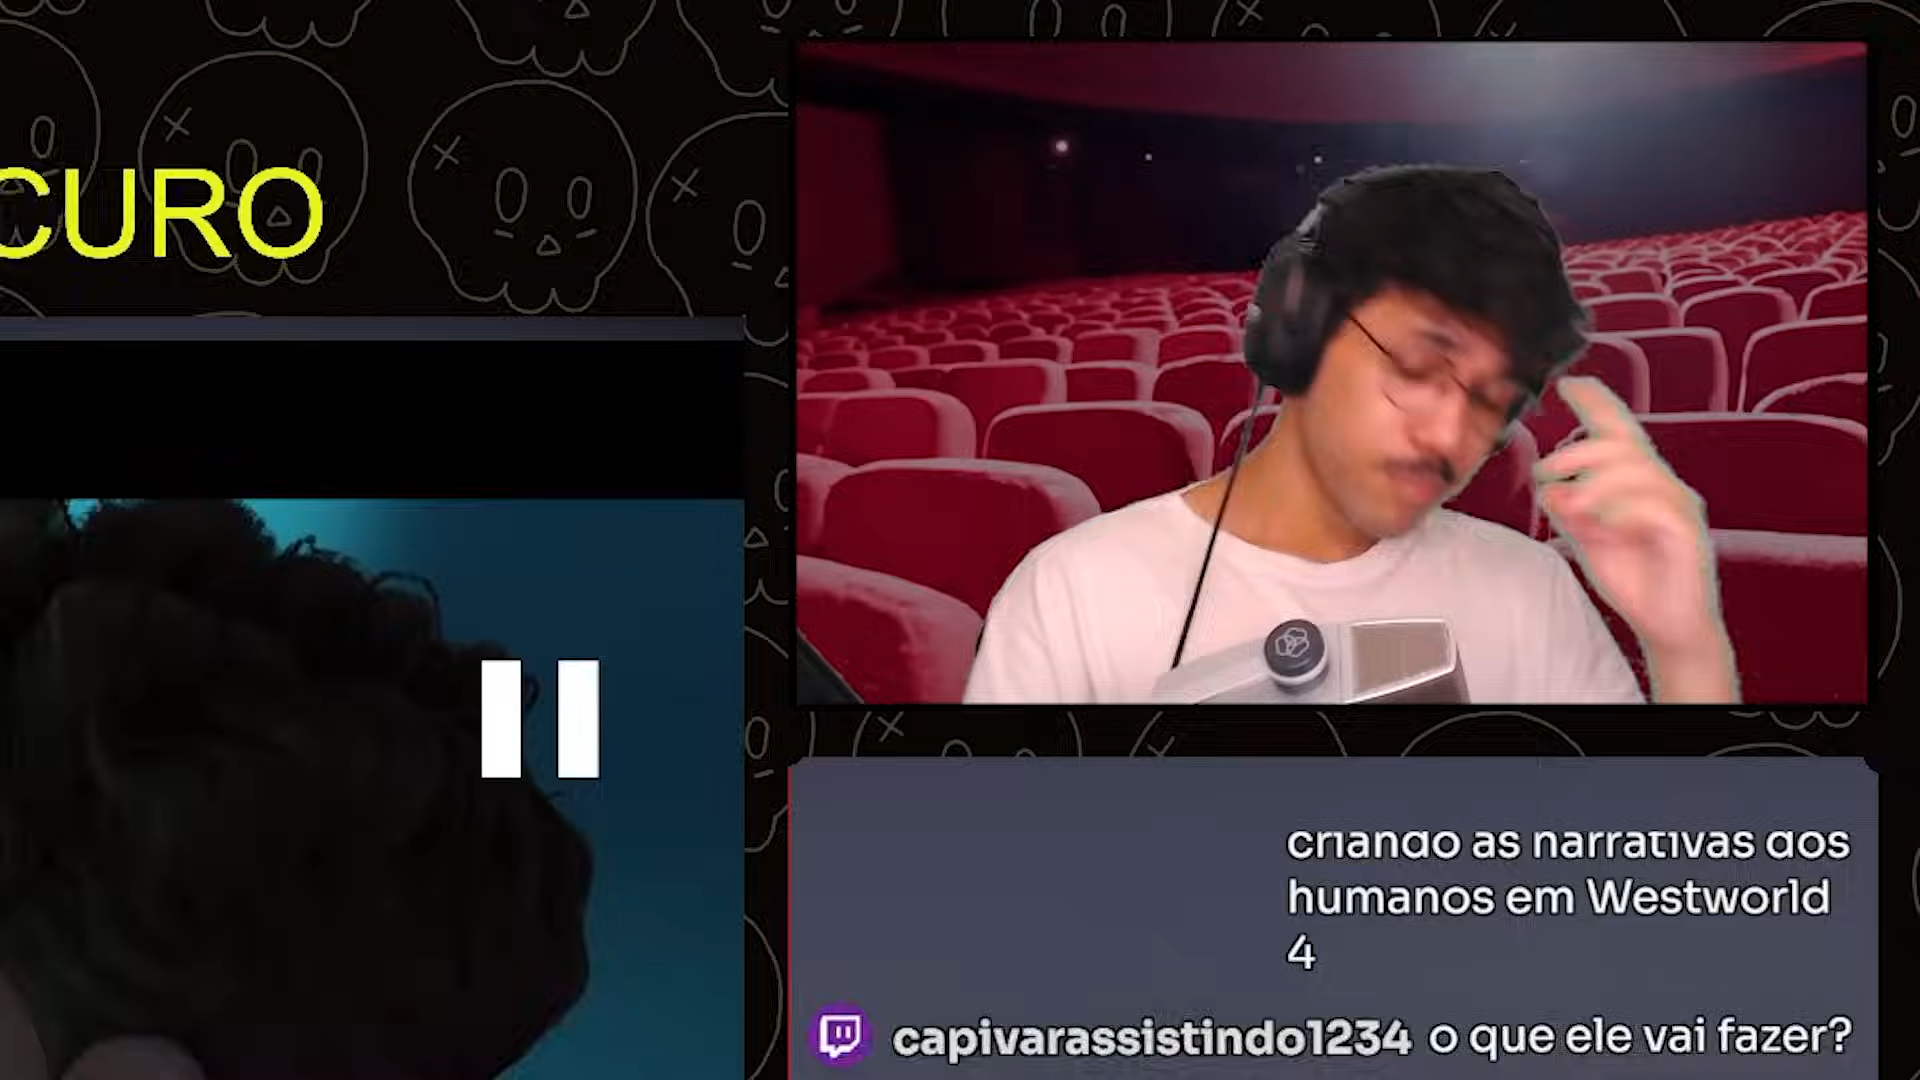 CURO
criando as narrativas dos
humanos em Westworld
4
capivarassistindo1234 o que ele vai fazer?